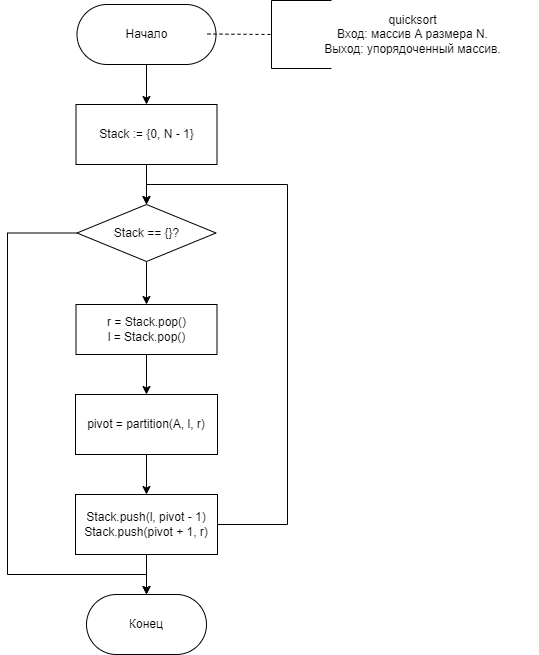 Начало
quicksort
Вход: массив А размера N.
Выход: упорядоченный массив.
Stack := {0, N - 1}
Stack == {}?
r = Stack.pop()
l = Stack.pop()
pivot = partition(A, l, r)
Stack.push(l, pivot - 1)
Stack.push(pivot + 1, r)
Конец